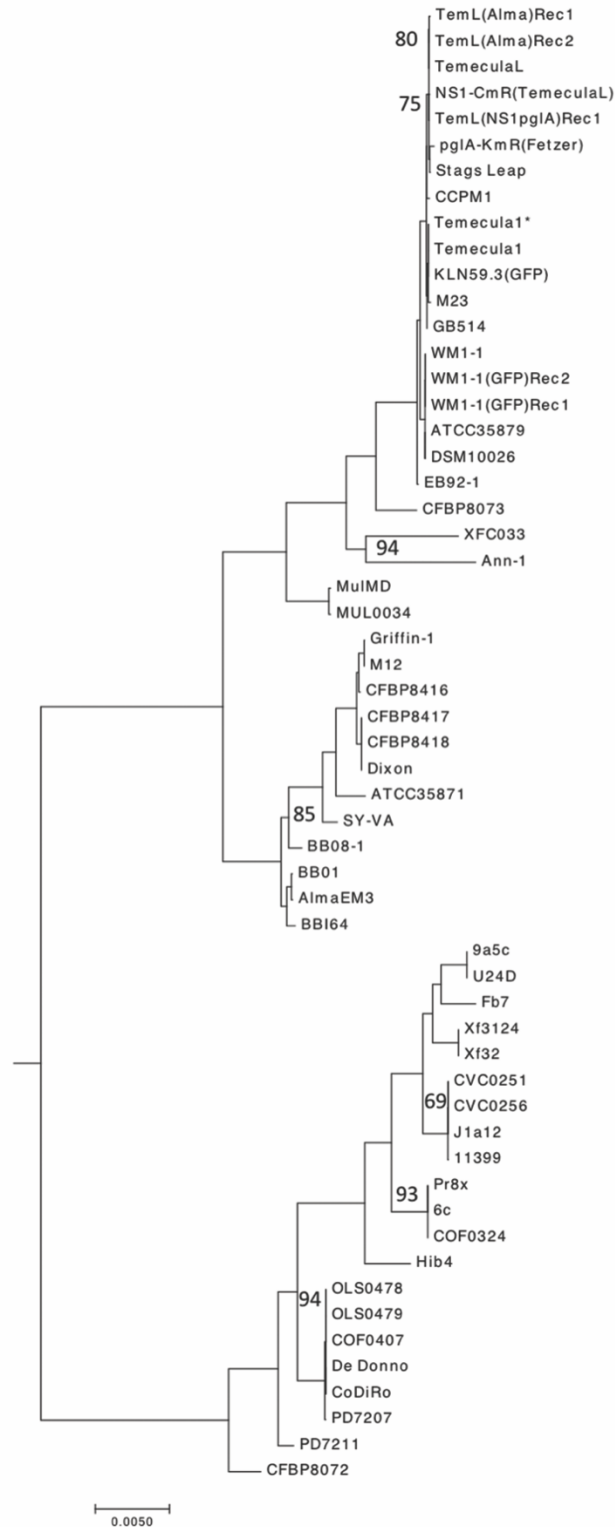 TemL(Alma)Rec1
80
TemL(Alma)Rec2
TemeculaL
NS1-CmR(TemeculaL)
75
TemL(NS1pglA)Rec1
pglA-KmR(Fetzer)
Stags Leap
CCPM1
Temecula1*
Temecula1
KLN59.3(GFP)
M23
GB514
WM1-1
WM1-1(GFP)Rec2
WM1-1(GFP)Rec1
ATCC35879
DSM10026
EB92-1
CFBP8073
XFC033
94
Ann-1
MulMD
MUL0034
Griffin-1
M12
CFBP8416
CFBP8417
CFBP8418
Dixon
ATCC35871
85
SY-VA
BB08-1
BB01
AlmaEM3
BBI64
9a5c
U24D
Fb7
Xf3124
Xf32
CVC0251
69
CVC0256
J1a12
11399
Pr8x
93
6c
COF0324
Hib4
OLS0478
94
OLS0479
COF0407
De Donno
CoDiRo
PD7207
PD7211
CFBP8072
0.0050